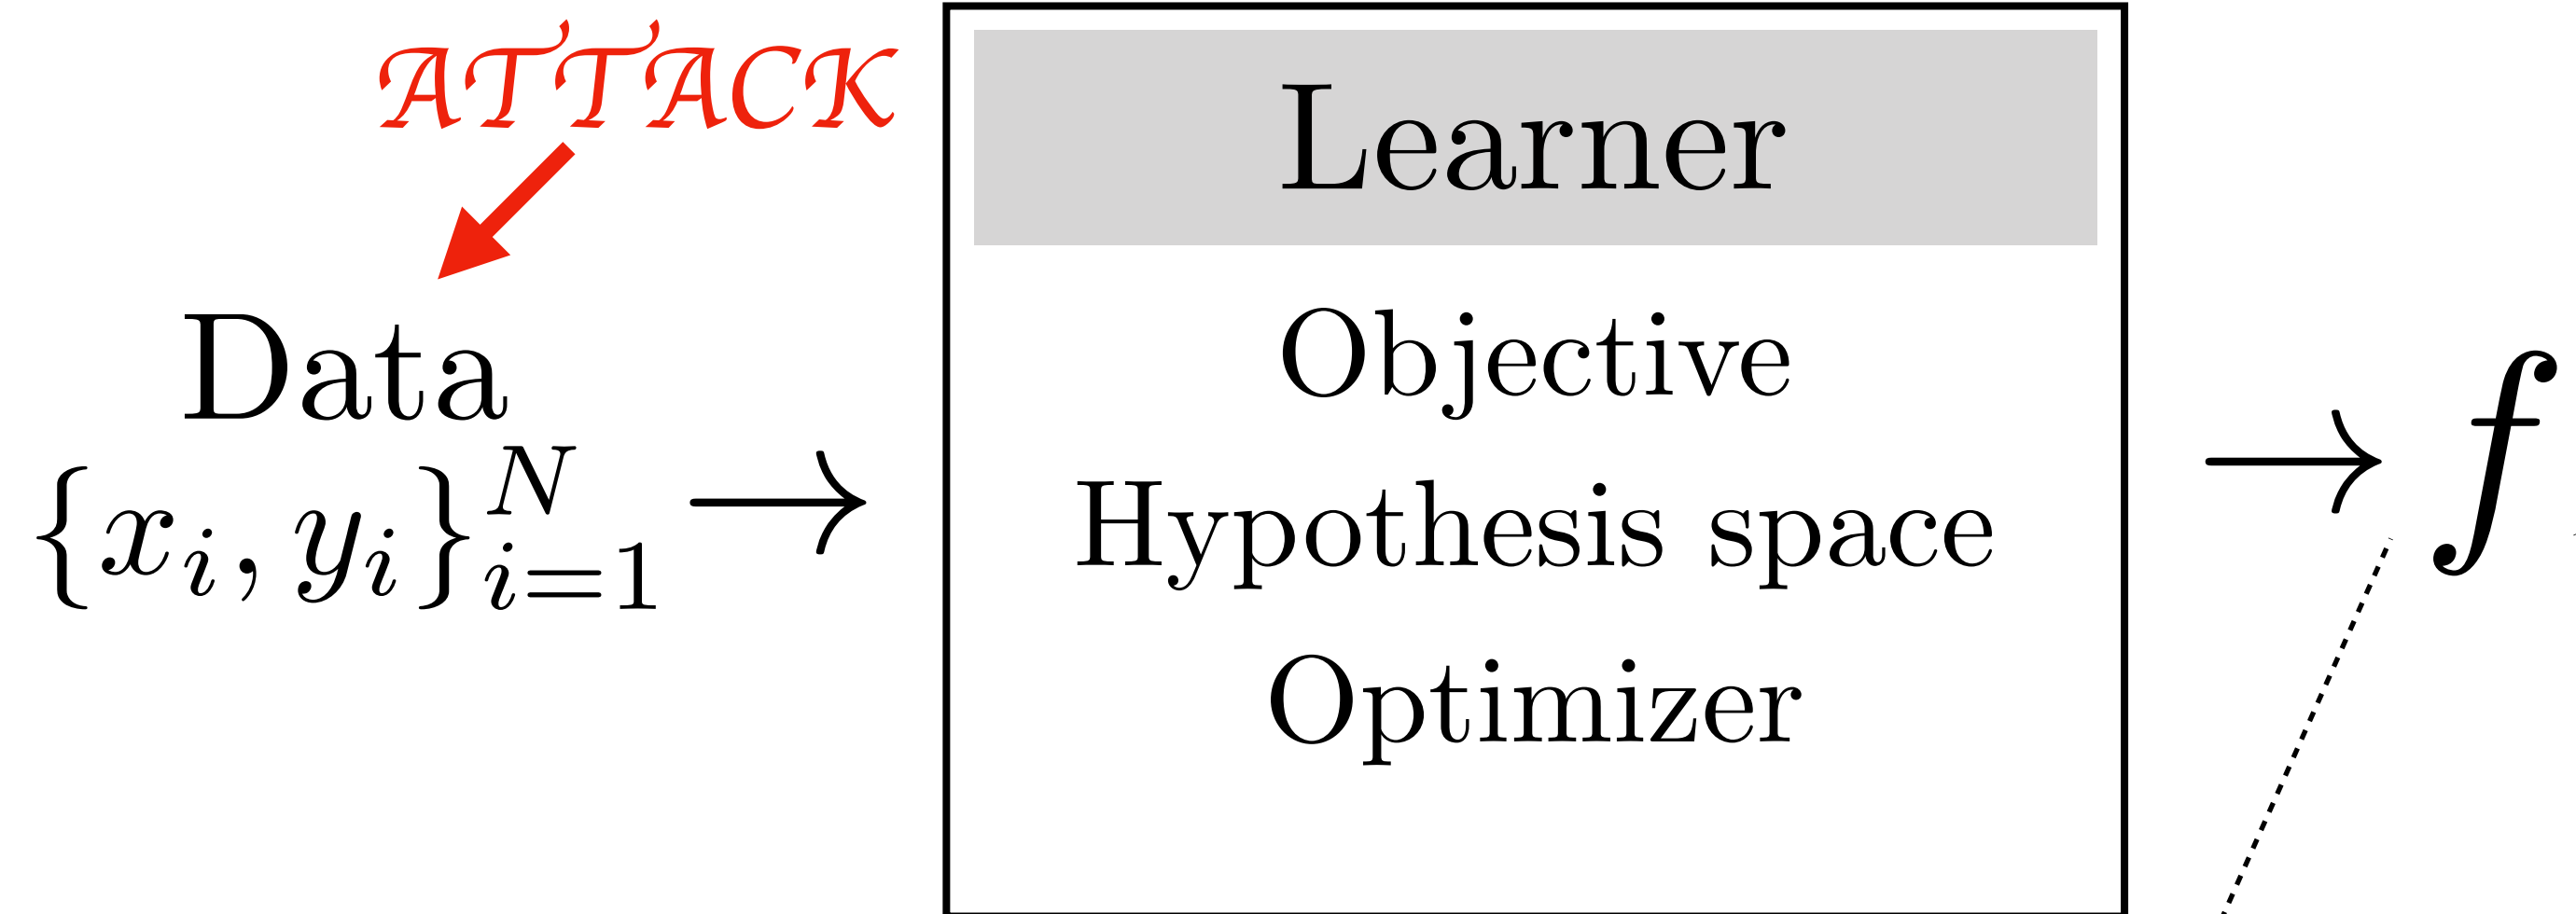 ATTACK
Data
{x_i, y_i}_{i=1}^N
→
Learner
Objective
Hypothesis space
Optimizer
→ f